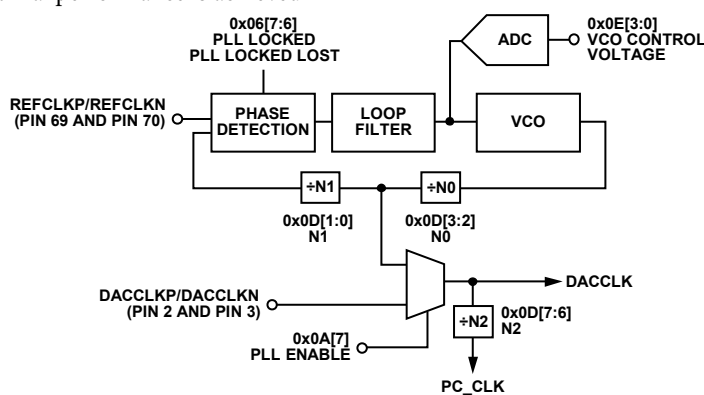 0x06[7:6]
PLL LOCKED
PLL LOCKED LOST
ADC
0x0E[3:0]
VCO CONTROL
VOLTAGE
REFCLKP/REFCLKN
(PIN 69 AND PIN 70)
PHASE
DETECTION
LOOP
FILTER
VCO
÷N1
÷N0
0x0D[1:0]
N1
0x0D[3:2]
N0
DACCLK
DACCLKP/DACCLKN
(PIN 2 AND PIN 3)
÷N2
0x0D[7:6]
N2
0x0A[7]
PLL ENABLE
PC_CLK